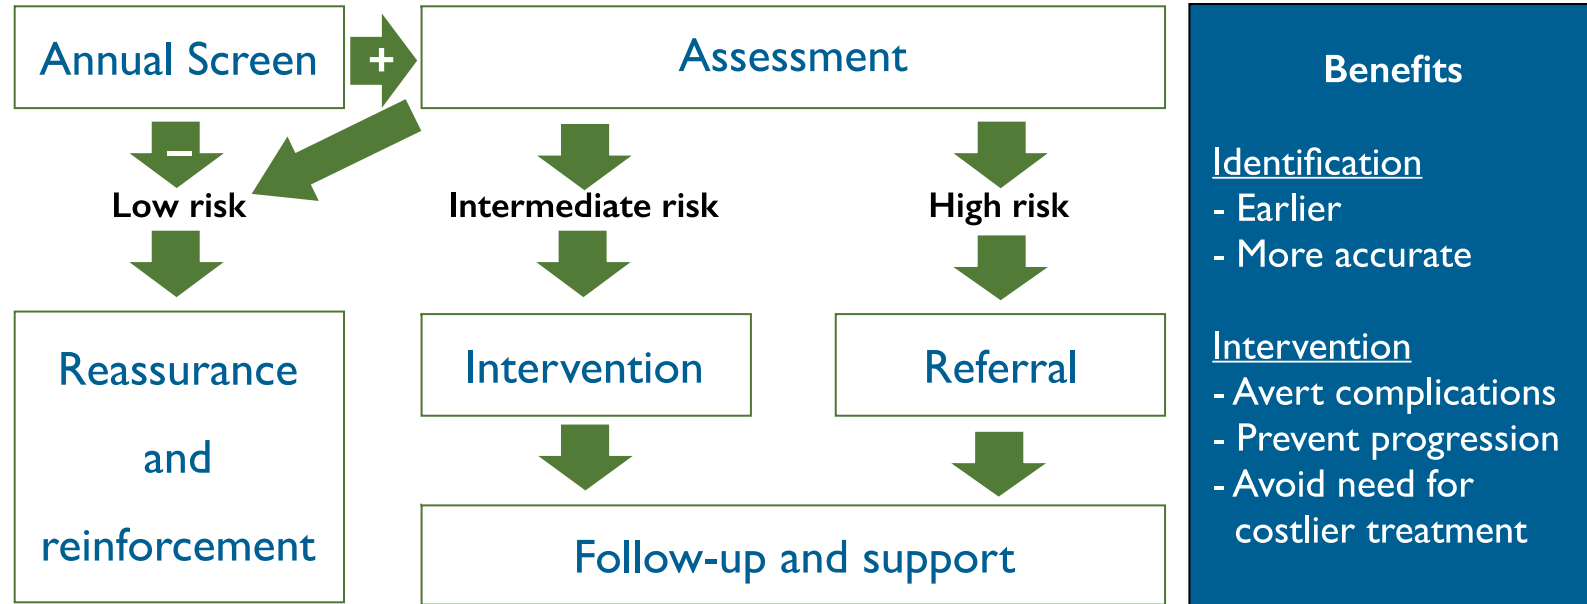 Annual Screen
+
Assessment
–
Low risk
Intermediate risk
High risk
Reassurance
and
reinforcement
Intervention
Referral
Follow-up and support
Benefits
Identification
- Earlier
- More accurate
Intervention
- Avert complications
- Prevent progression
- Avoid need for
costlier treatment